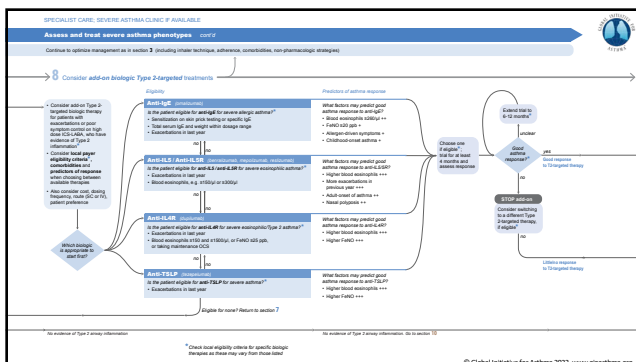 SPECIALIST CARE; SEVERE ASTHMA CLINIC IF AVAILABLE
Assess and treat severe asthma phenotypes cont'd
Continue to optimize management as in section 3 (including inhaler technique, adherence, comorbidities, non-pharmacologic strategies)
GLOBAL INITIATIVE FOR ASTHMA
8 Consider add-on biologic Type 2-targeted treatments
• Consider add-on Type 2-
targeted biologic therapy
for patients with
exacerbations or poor
symptom control on high
dose ICS-LABA, who
have evidence of Type 2
inflammation*
• Consider local payer
eligibility criteria*,
comorbidities and
predictors of response
when choosing between
available therapies
• Also consider cost, dosing
frequency, route (SC or IV),
patient preference
Which biologic
is appropriate to
start first?
Eligibility
Anti-IgE (omalizumab)
Is the patient eligible for anti-IgE for severe allergic asthma?*
• Sensitization on skin prick testing or specific IgE
• Total serum IgE and weight within dosage range
• Exacerbations in last year
no
no
Anti-IL5 / Anti-IL5R (benralizumab, mepolizumab, reslizumab)
Is the patient eligible for anti-IL5 / anti-IL5R for severe eosinophilic asthma?*
• Exacerbations in last year
• Blood eosinophils, e.g. ≥150/μl or ≥300/μl
no
no
Anti-IL4R (dupilumab)
Is the patient eligible for anti-IL4R for severe eosinophilic/Type 2 asthma?*
• Exacerbations in last year
• Blood eosinophils ≥150 and ≤1500/μl, or FeNO ≥25 ppb,
or taking maintenance OCS
no
no
Anti-TSLP (tezepelumab)
Is the patient eligible for anti-TSLP for severe asthma?*
• Exacerbations in last year
Eligible for none? Return to section 7
Predictors of asthma response
What factors may predict good
asthma response to anti-IgE?
• Blood eosinophils ≥260/μl ++
• FeNO ≥20 ppb +
• Allergen-driven symptoms +
• Childhood-onset asthma +
What factors may predict good
asthma response to anti-IL5/5R?
• Higher blood eosinophils +++
• More exacerbations in
previous year +++
• Adult-onset of asthma ++
• Nasal polyposis ++
What factors may predict good
asthma response to anti-IL4R?
• Higher blood eosinophils +++
• Higher FeNO +++
What factors may predict good
asthma response to anti-TSLP?
• Higher blood eosinophils +++
• Higher FeNO +++
Choose one
if eligible*;
trial for at least
4 months and
assess response
Extend trial to
6-12 months*
unclear
Good
asthma
response?*
yes
Good response to
T2-targeted therapy
no
STOP add-on
Consider switching
to a different Type
2-targeted therapy,
if eligible*
no
Little/no response
to T2-targeted therapy
No evidence of Type 2 airway inflammation
No evidence of Type 2 airway inflammation. Go to section 10
* Check local eligibility criteria for specific biologic
therapies as these may vary from those listed